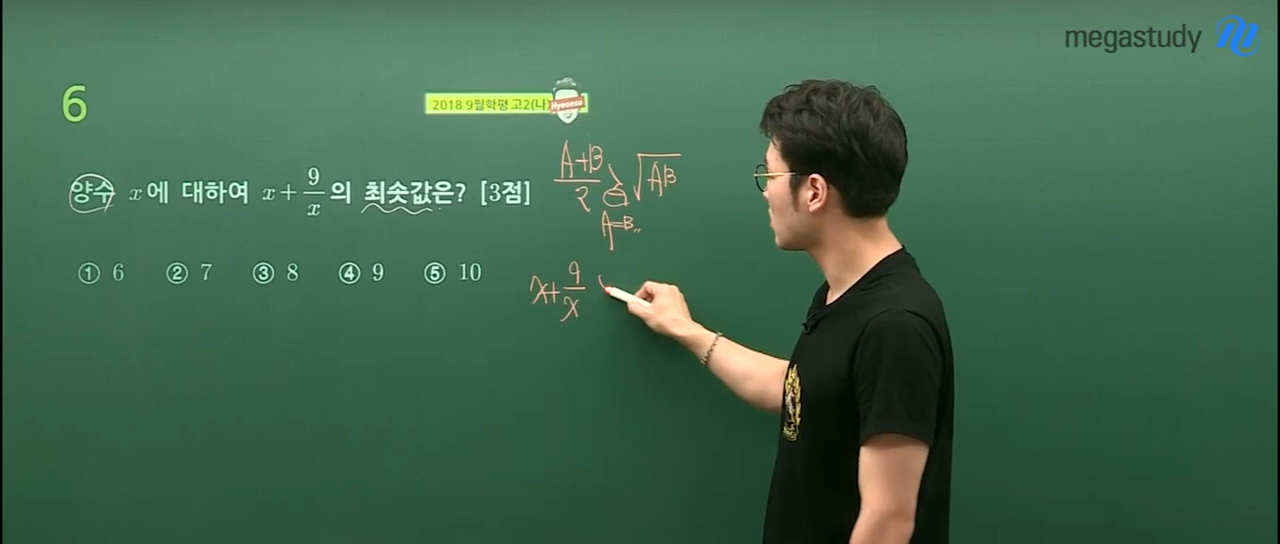 megastudy
6
2018 9월학평 고2(나)
Hyeonsu
양수 x에 대하여 x + 9/x 의 최솟값은? [3점]
① 6 ② 7 ③ 8 ④ 9 ⑤ 10
A+B/2 ≥ √AB
A=B
x+9/x